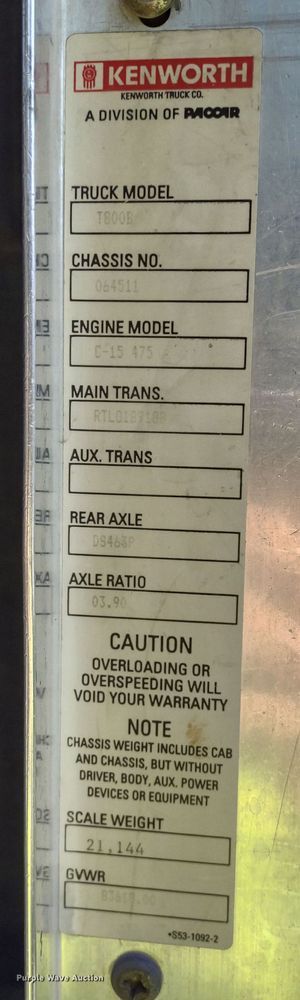 KENWORTH
KENWORTH TRUCK CO.
A DIVISION OF PACCAR
TRUCK MODEL
T800B
CHASSIS NO.
064511
ENGINE MODEL
C-15 475
MAIN TRANS.
AUX. TRANS
REAR AXLE
DS463P
AXLE RATIO
03.90
CAUTION
OVERLOADING OR
OVERSPEEDING WILL
VOID YOUR WARRANTY
NOTE
CHASSIS WEIGHT INCLUDES CAB
AND CHASSIS, BUT WITHOUT
DRIVER, BODY, AUX. POWER
DEVICES OR EQUIPMENT
SCALE WEIGHT
21,144
GVWR
•S53-1092-2
Purple Wave Auction